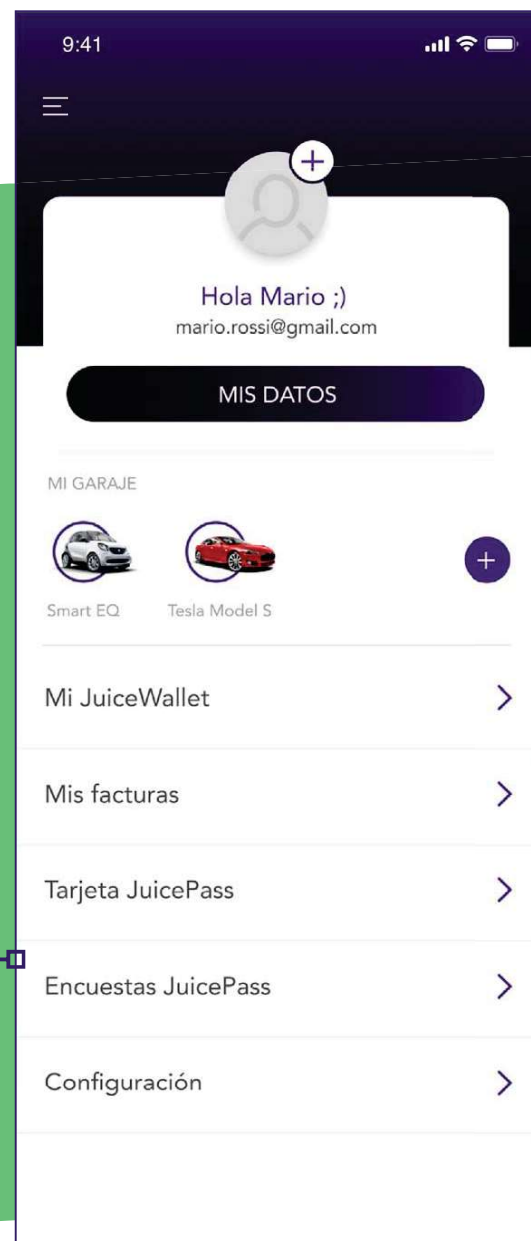 9:41
Hola Mario ;)
mario.rossi@gmail.com
MIS DATOS
MI GARAJE
Smart EQ Tesla Model S
Mi JuiceWallet
Mis facturas
Tarjeta JuicePass
Encuestas JuicePass
Configuración